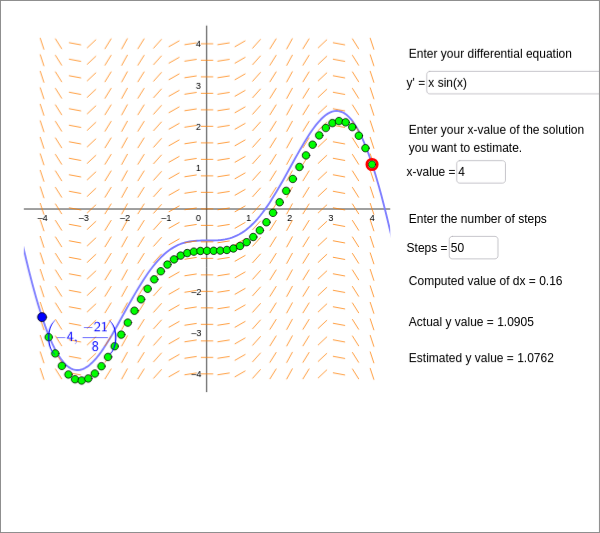 Enter your differential equation
y' = x sin(x)
Enter your x-value of the solution
you want to estimate.
x-value = 4
Enter the number of steps
Steps = 50
Computed value of dx = 0.16
Actual y value = 1.0905
Estimated y value = 1.0762
4
3
2
1
−4 −3 −2 −1 0 1 2 3 4
−2
−3
−4
(−4, −21/8)